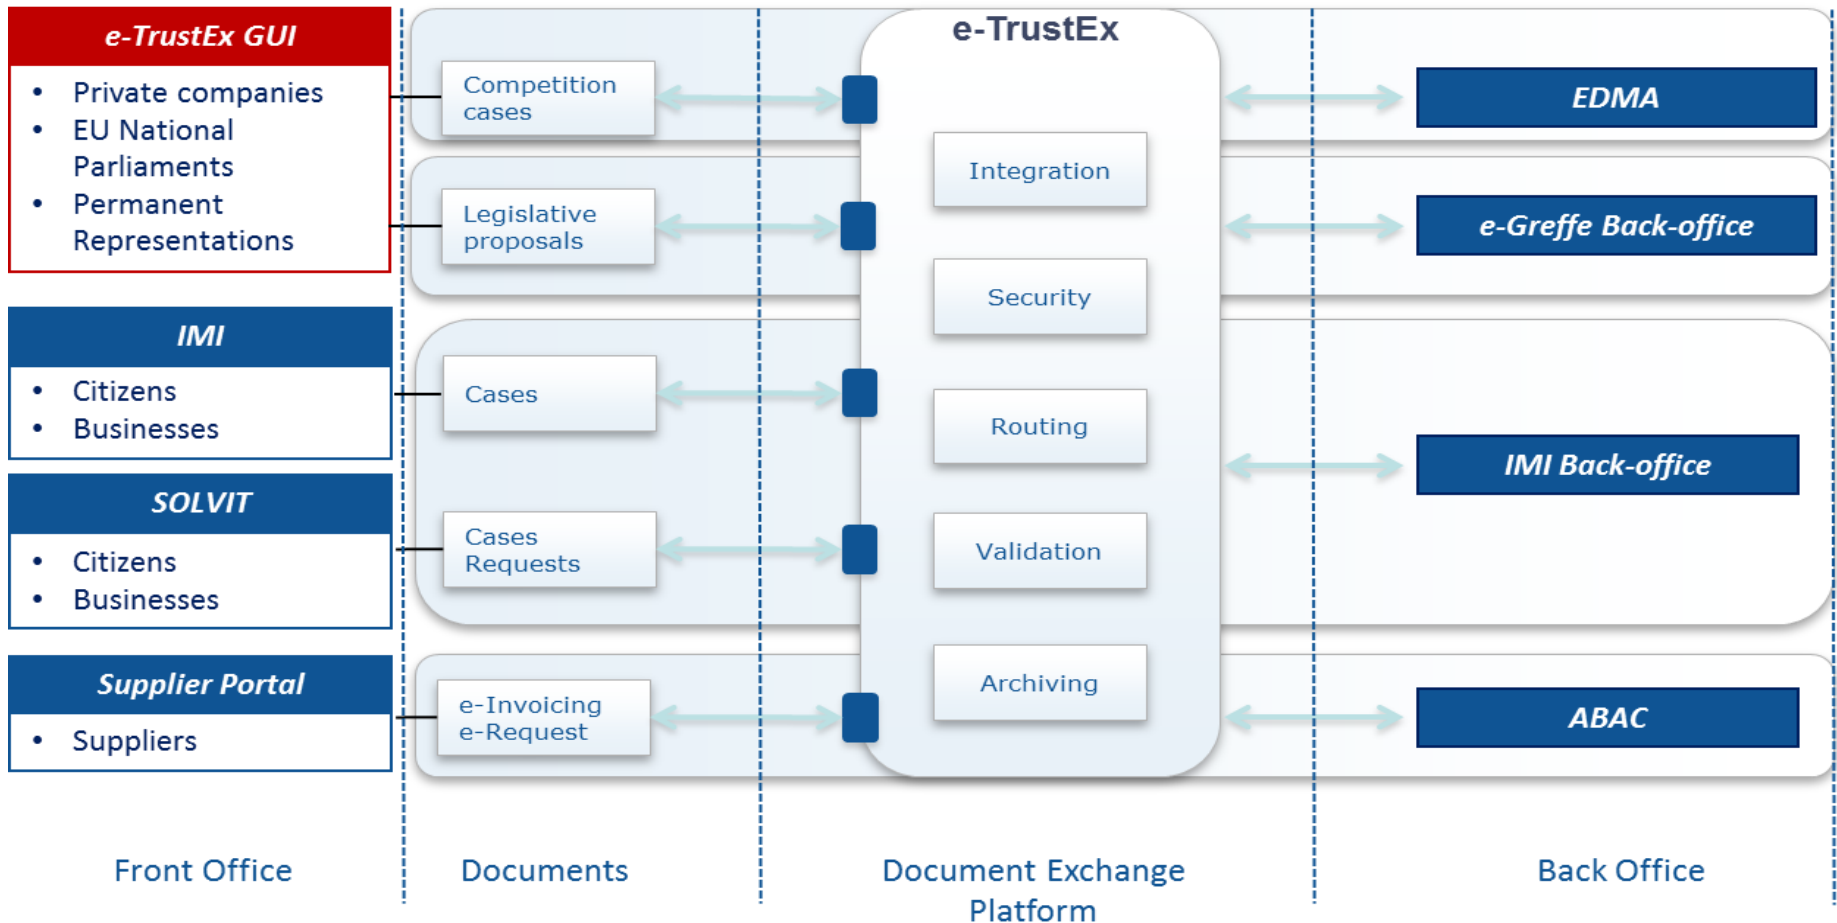 e-TrustEx GUI
• Private companies
• EU National
Parliaments
• Permanent
Representations
IMI
• Citizens
• Businesses
SOLVIT
• Citizens
• Businesses
Supplier Portal
• Suppliers
Competition
cases
Legislative
proposals
Cases
Cases
Requests
e-Invoicing
e-Request
e-TrustEx
Integration
Security
Routing
Validation
Archiving
EDMA
e-Greffe Back-office
IMI Back-office
ABAC
Front Office
Documents
Document Exchange
Platform
Back Office